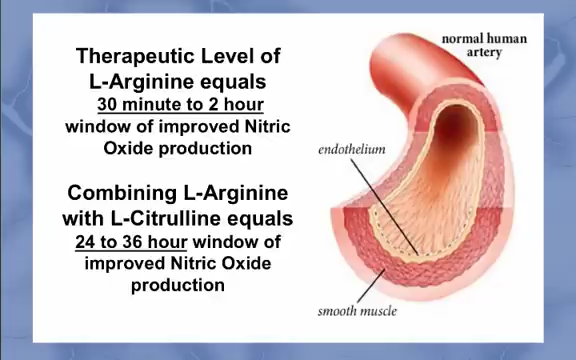 Therapeutic Level of
L-Arginine equals
30 minute to 2 hour
window of improved Nitric
Oxide production
Combining L-Arginine
with L-Citrulline equals
24 to 36 hour window of
improved Nitric Oxide
production
normal human
artery
endothelium
smooth muscle